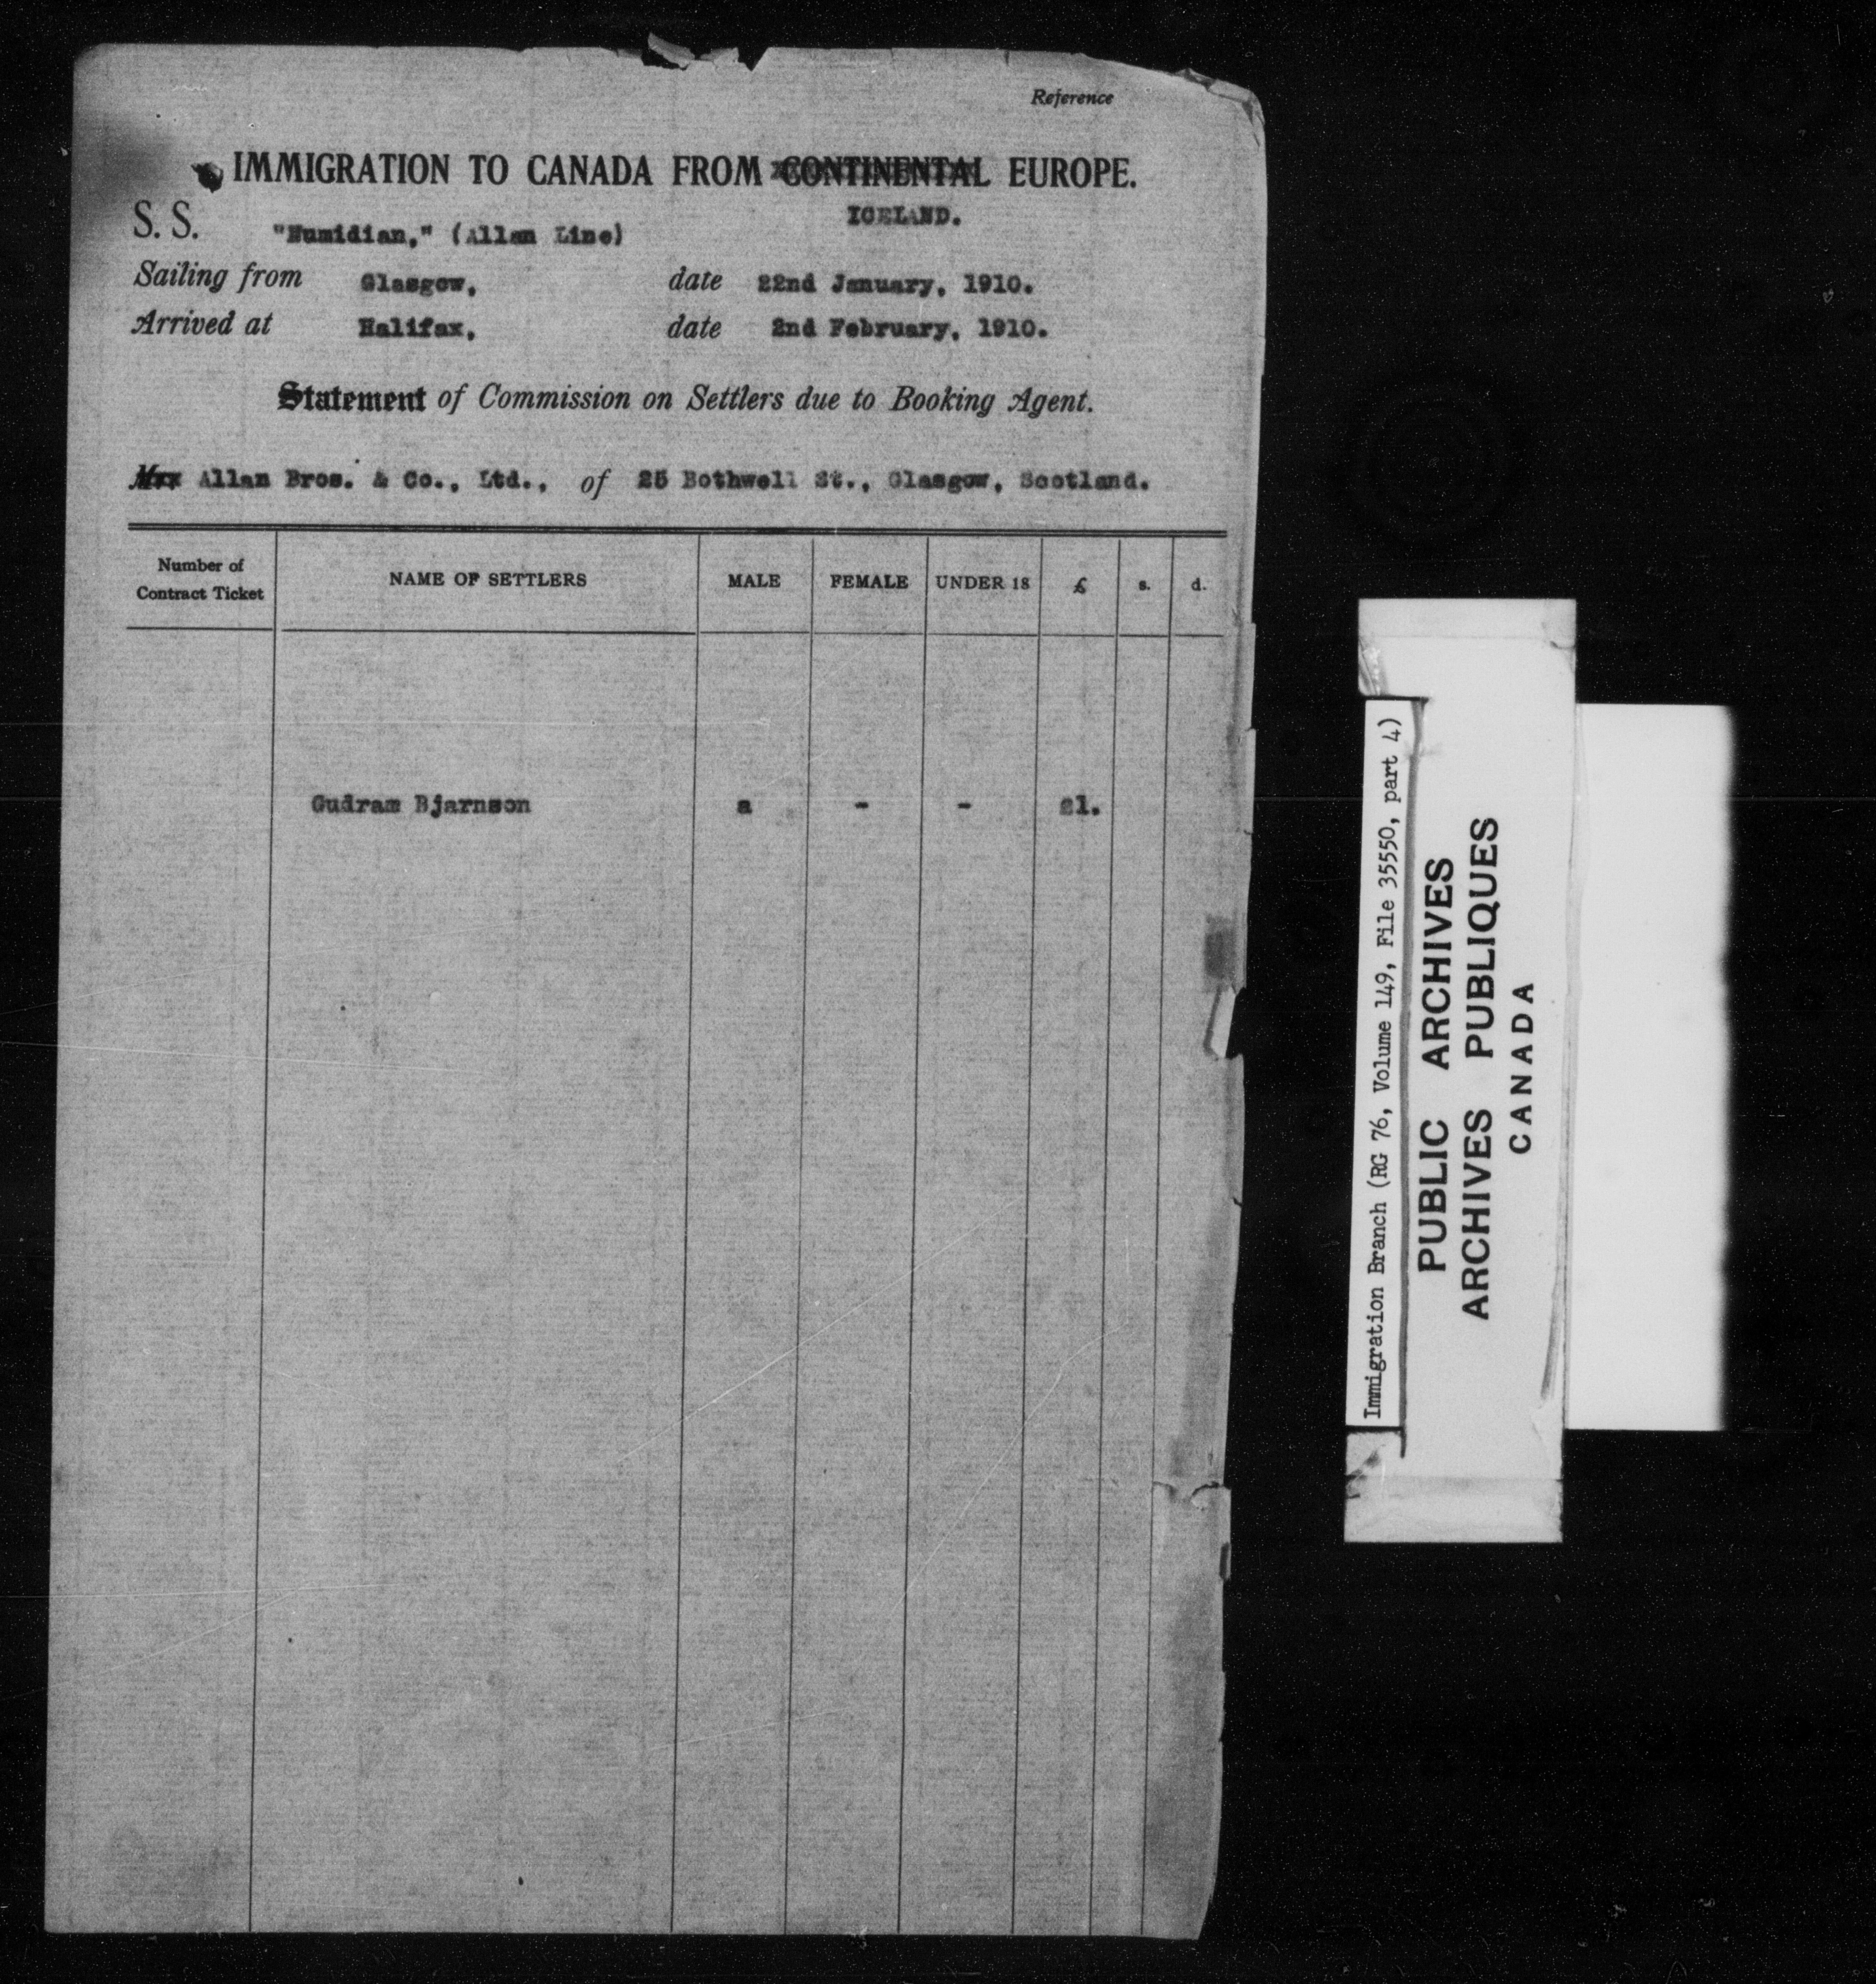 Reference
IMMIGRATION TO CANADA FROM CONTINENTAL EUROPE.
ICELAND.
S. S. "Numidian," (Allan Line)
Sailing from Glasgow, date 22nd January, 1910.
Arrived at Halifax, date 2nd February, 1910.
Statement of Commission on Settlers due to Booking Agent.
Mxx Allan Bros. & Co., Ltd., of 25 Bothwell St., Glasgow, Scotland.
Number of Contract Ticket NAME OF SETTLERS MALE FEMALE UNDER 18 £ s. d.
Gudram Bjarnson a - - £1.
Immigration Branch (RG 76, Volume 149, File 35550, part 4)
PUBLIC ARCHIVES
ARCHIVES PUBLIQUES
CANADA